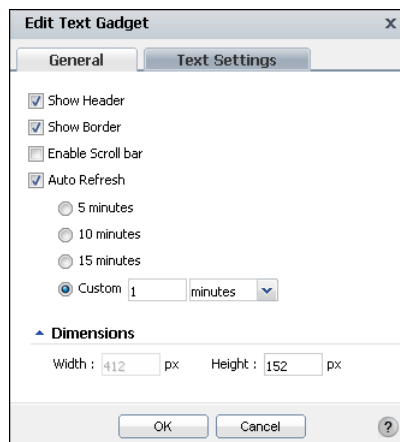 Edit Text Gadget x
General Text Settings
Show Header
Show Border
Enable Scroll bar
Auto Refresh
5 minutes
10 minutes
15 minutes
Custom 1 minutes
Dimensions
Width : 412 px Height : 152 px
OK Cancel ?